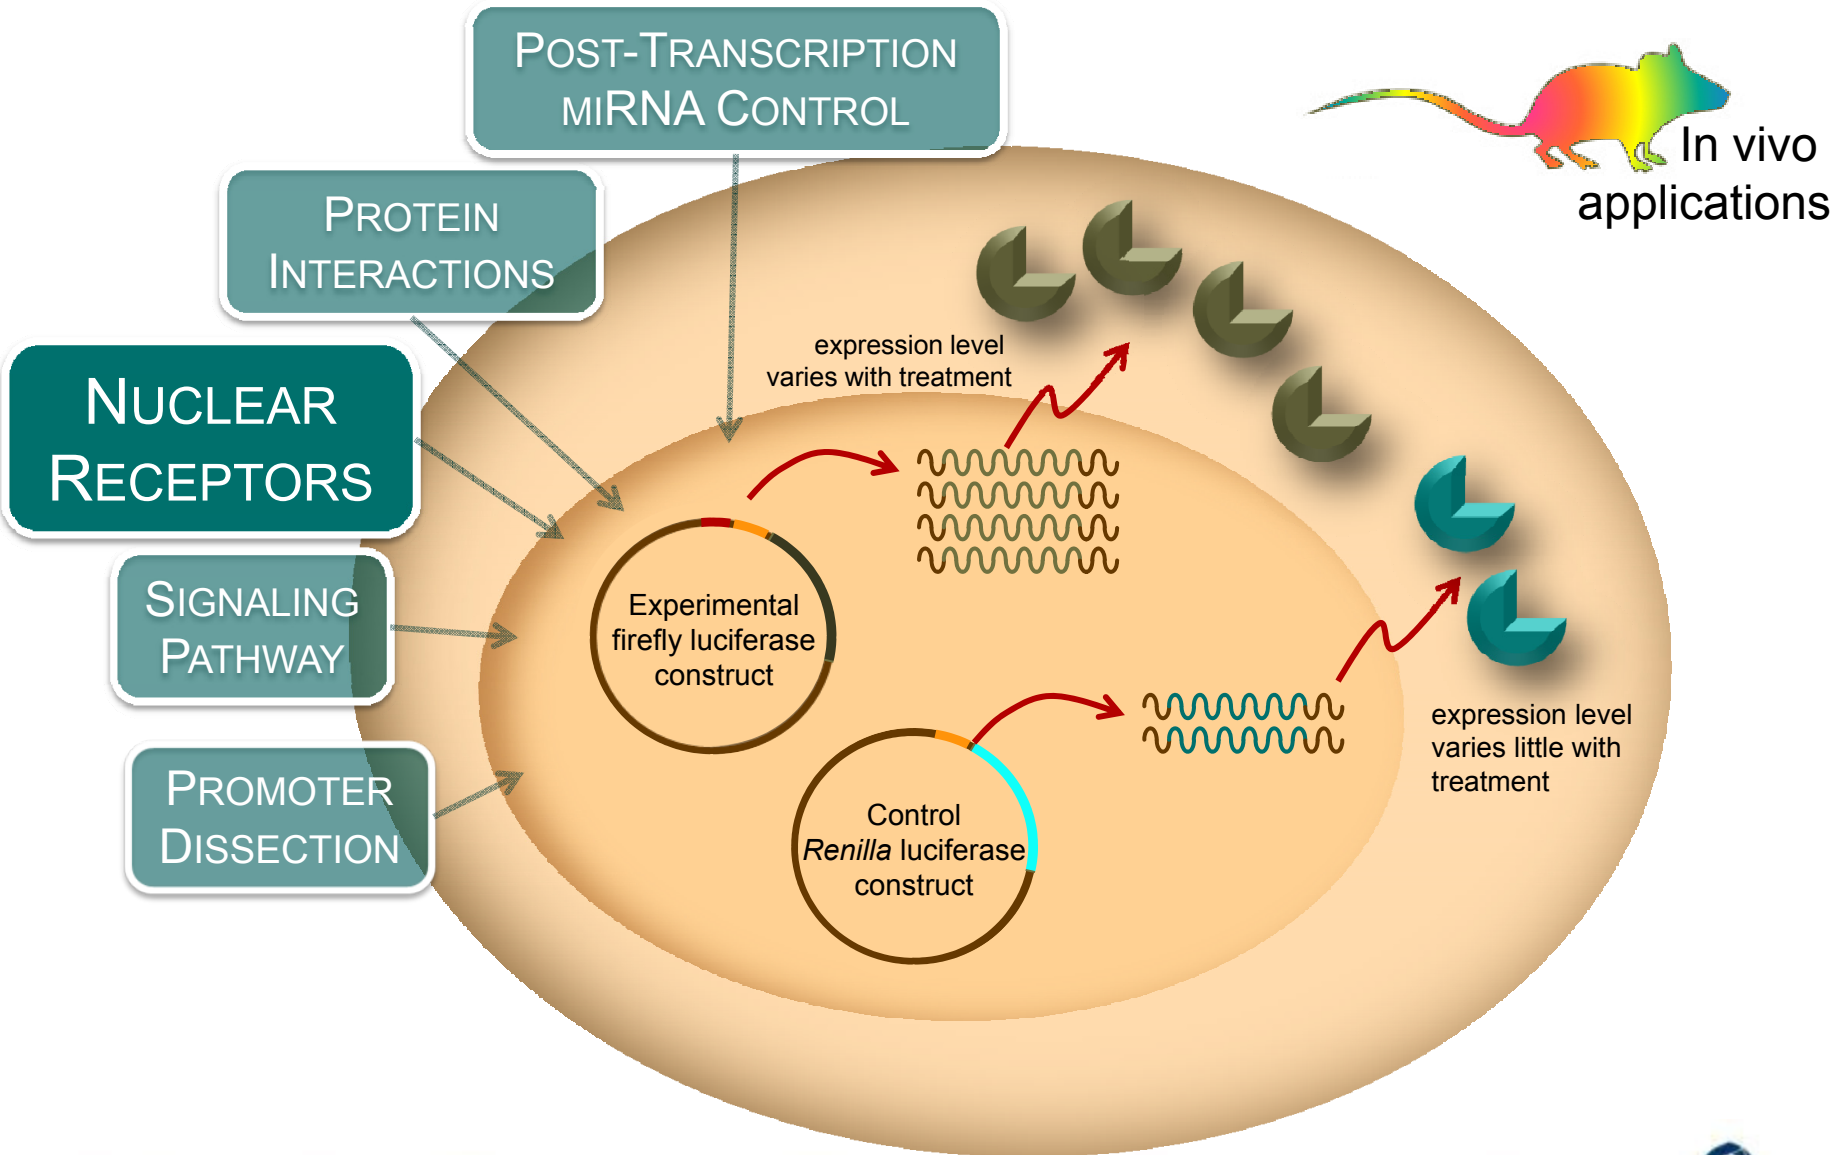 POST-TRANSCRIPTION
MIRNA CONTROL
In vivo
applications
PROTEIN
INTERACTIONS
expression level
varies with treatment
NUCLEAR
RECEPTORS
SIGNALING
PATHWAY
Experimental
firefly luciferase
construct
expression level
varies little with
treatment
PROMOTER
DISSECTION
Control
Renilla luciferase
construct